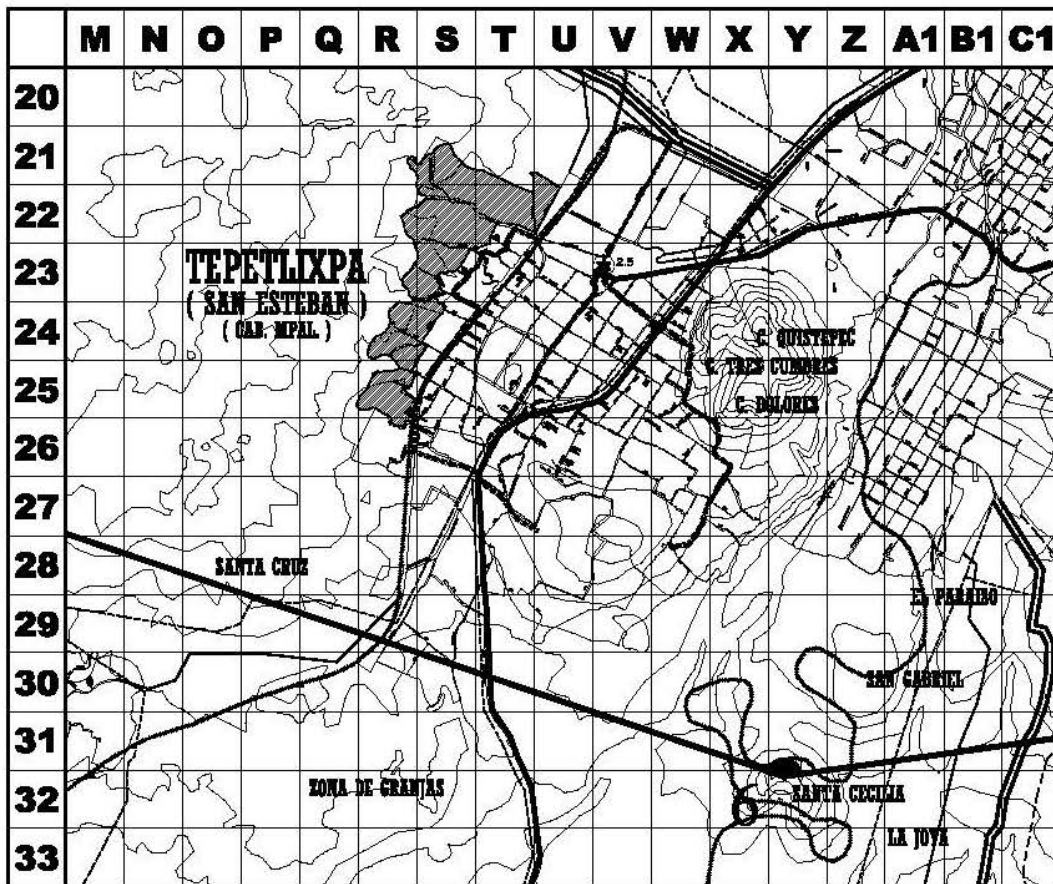 M N O P Q R S T U V W X Y Z A1 B1 C1
20
21
22
23
24
25
26
27
28
29
30
31
32
33
TEPETLIXPA
( SAN ESTEBAN )
( CAB. MPAL. )
2.5
C. QUISTEPEC
C. TRES CUMBRES
C. DOLORES
SANTA CRUZ
EL PARAISO
SAN GABRIEL
ZONA DE GRANJAS
SANTA CECILIA
LA JOYA